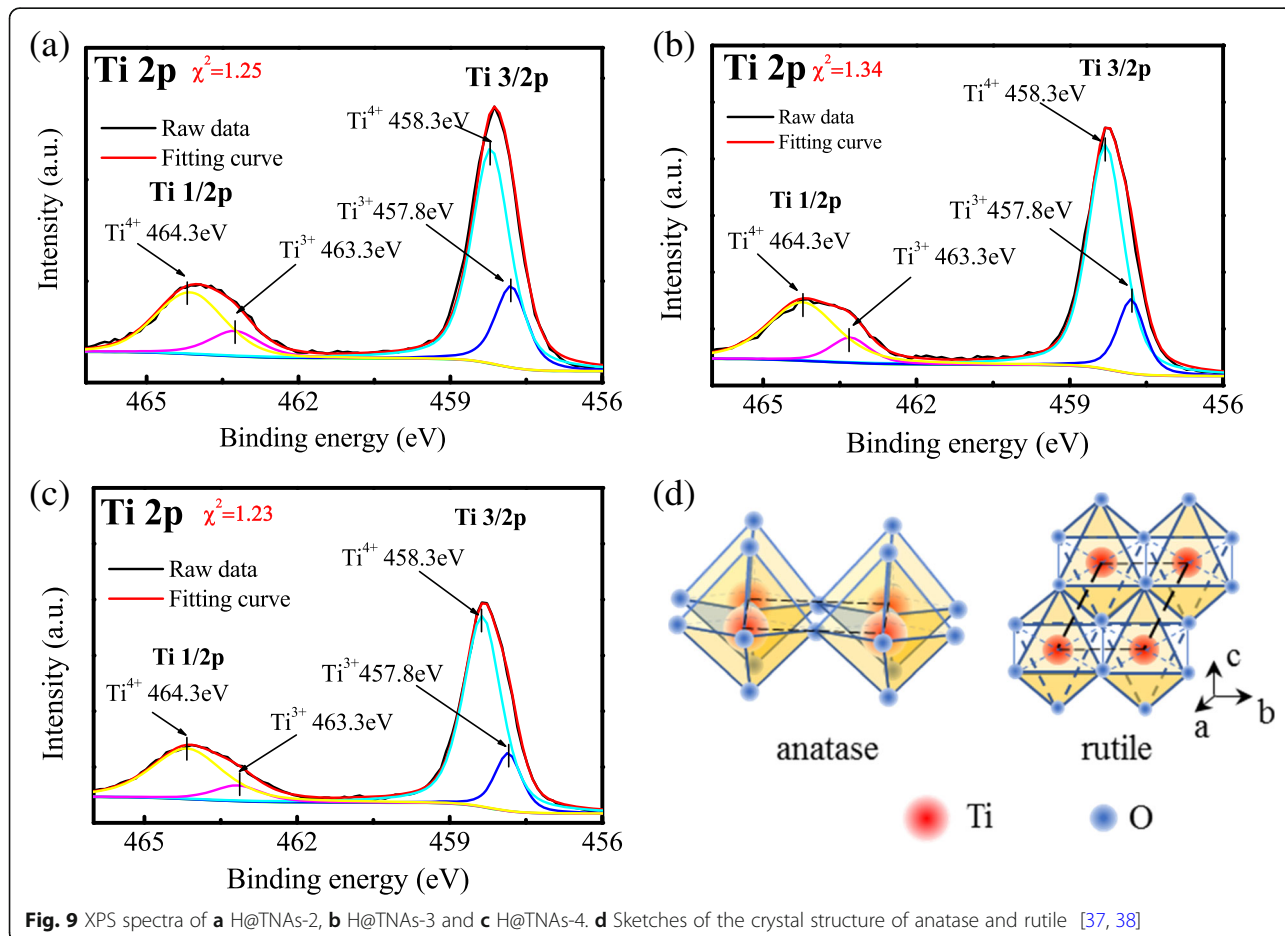 (a)
Ti 2p χ²=1.25
Ti 3/2p
Ti⁴⁺ 458.3eV
Raw data
Fitting curve
Ti 1/2p
Ti³⁺457.8eV
Ti⁴⁺ 464.3eV
Ti³⁺ 463.3eV
Intensity (a.u.)
465 462 459 456
Binding energy (eV)
(b)
Ti 2p χ²=1.34
Ti 3/2p
Ti⁴⁺ 458.3eV
Raw data
Fitting curve
Ti 1/2p
Ti³⁺457.8eV
Ti⁴⁺ 464.3eV
Ti³⁺ 463.3eV
Intensity (a.u.)
465 462 459 456
Binding energy (eV)
(c)
Ti 2p χ²=1.23
Ti 3/2p
Ti⁴⁺ 458.3eV
Raw data
Fitting curve
Ti 1/2p
Ti³⁺457.8eV
Ti⁴⁺ 464.3eV
Ti³⁺ 463.3eV
Intensity (a.u.)
465 462 459 456
Binding energy (eV)
(d)
c
b
a
anatase rutile
Ti O
Fig. 9 XPS spectra of a H@TNAs-2, b H@TNAs-3 and c H@TNAs-4. d Sketches of the crystal structure of anatase and rutile [37, 38]